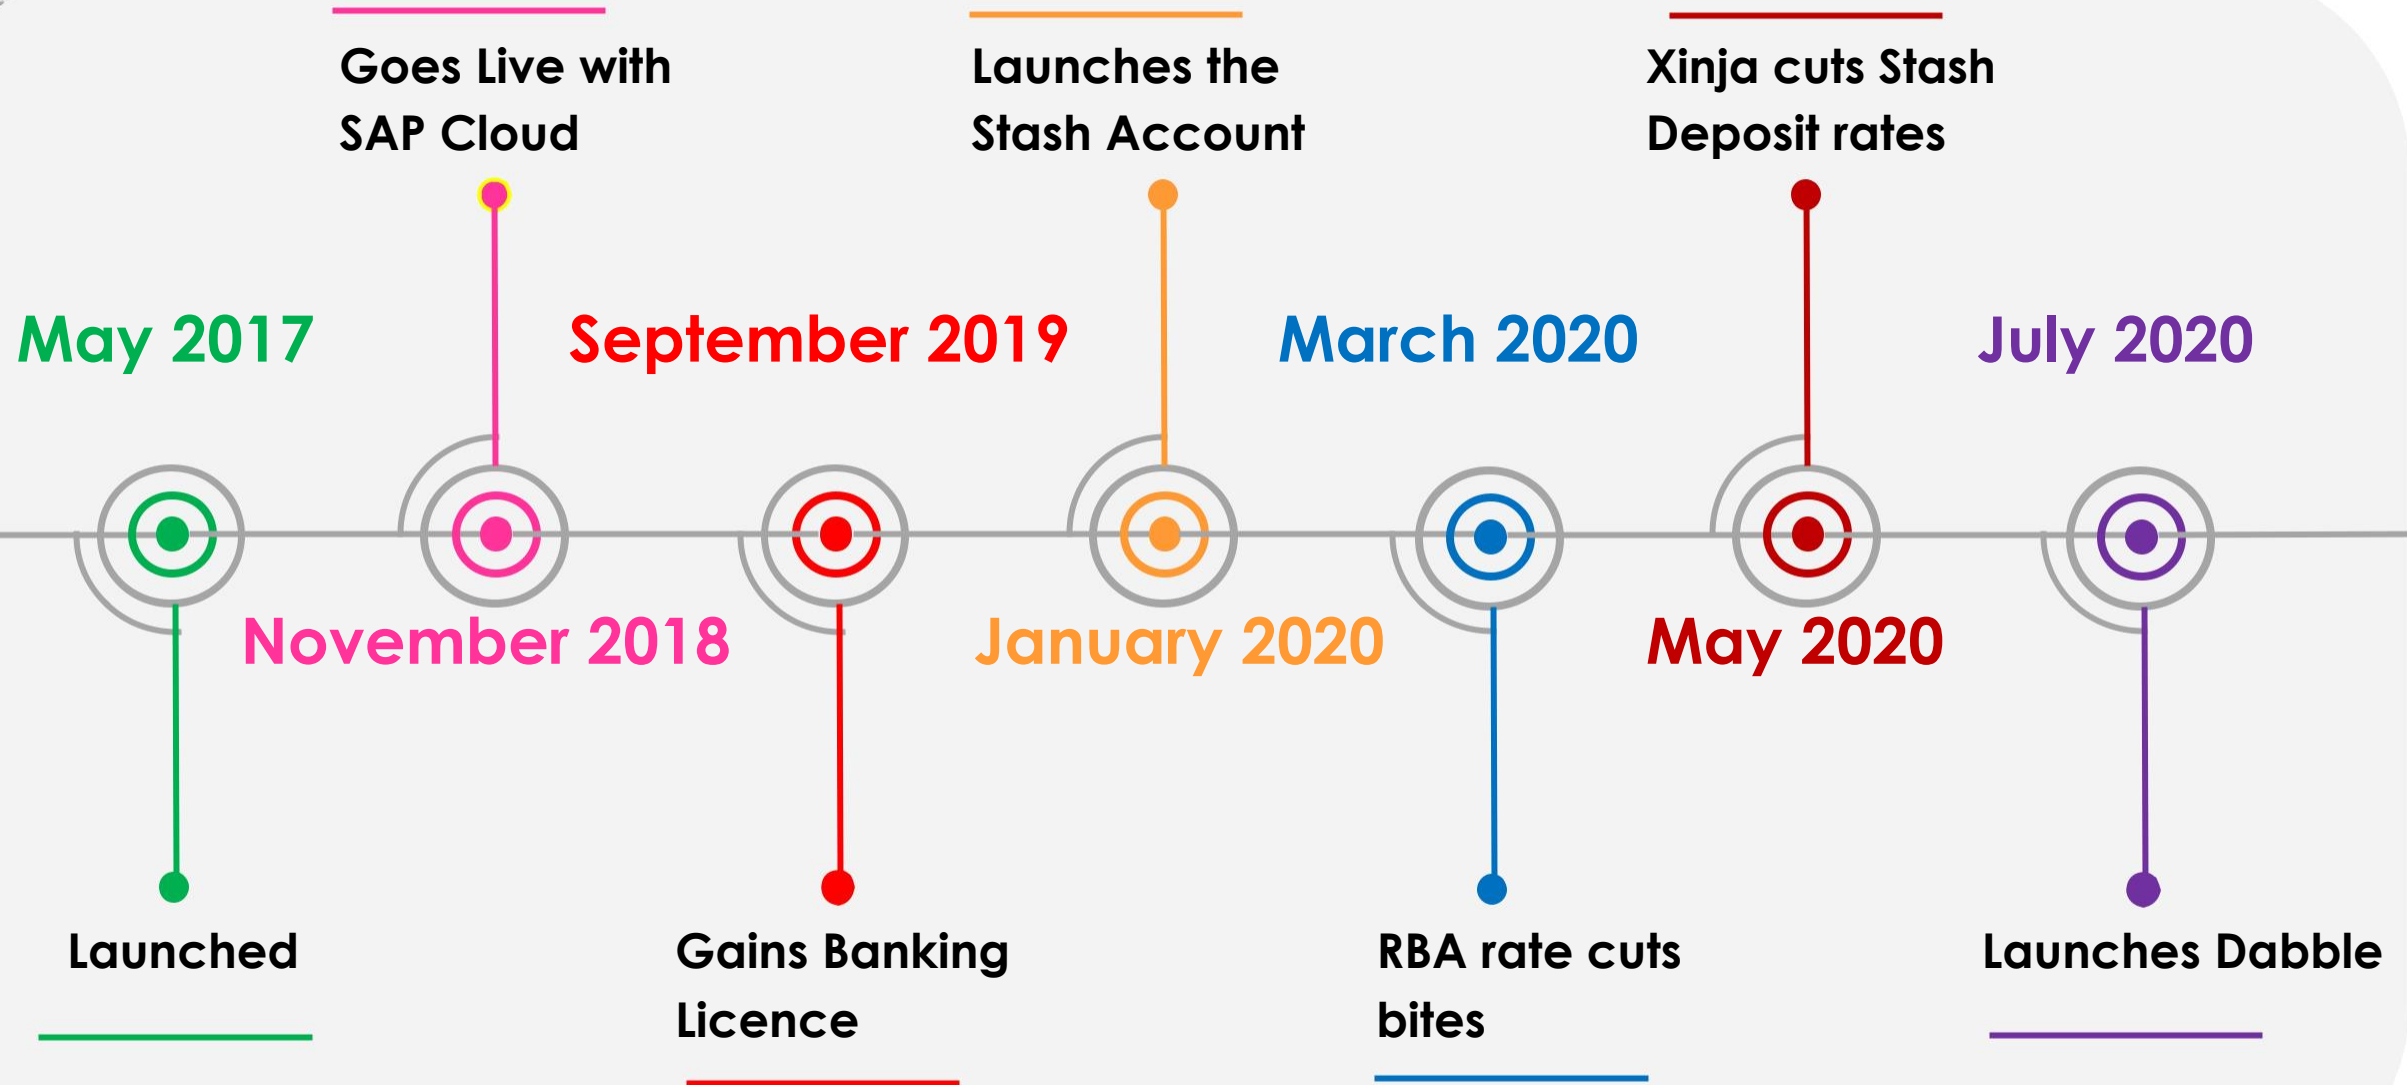 Goes Live with
SAP Cloud
Launches the
Stash Account
Xinja cuts Stash
Deposit rates
May 2017
September 2019
March 2020
July 2020
November 2018
January 2020
May 2020
Launched
Gains Banking
Licence
RBA rate cuts
bites
Launches Dabble